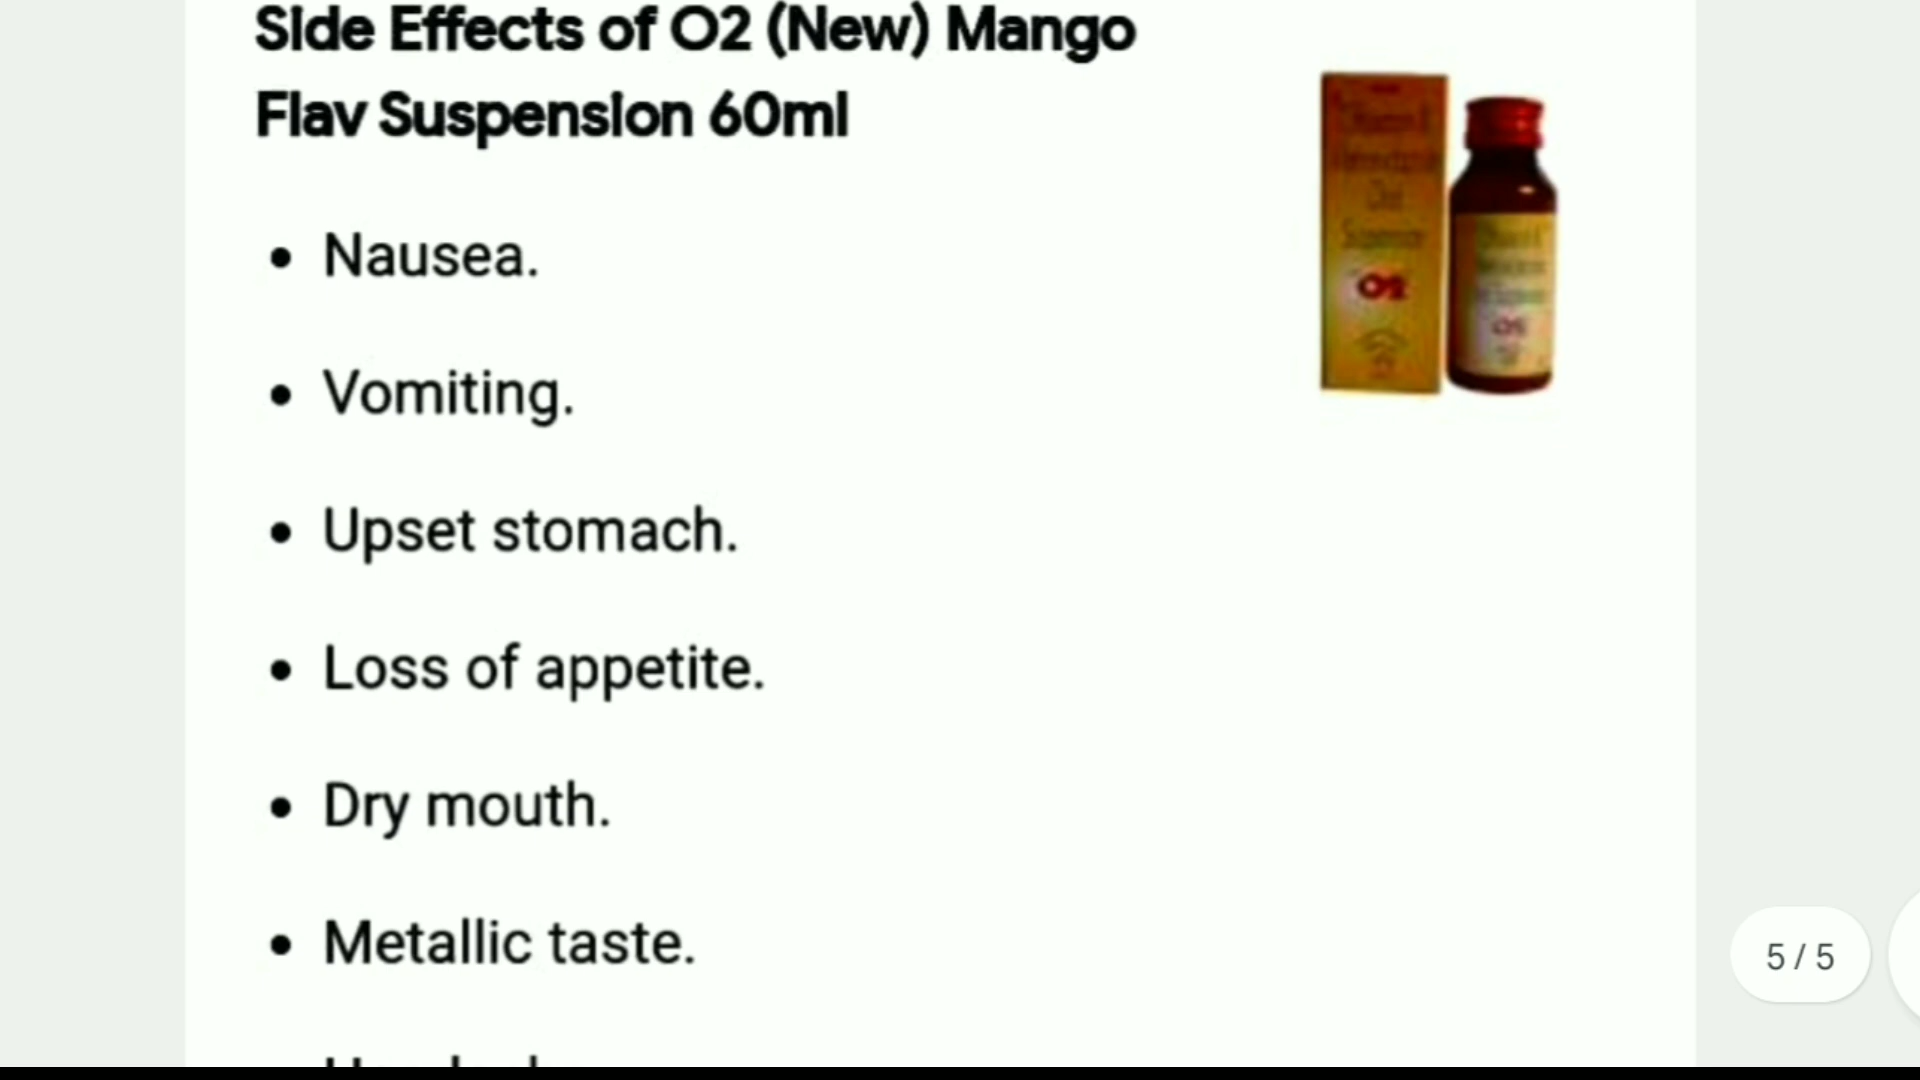 Side Effects of O2 (New) Mango
Flav Suspension 60ml
• Nausea.
• Vomiting.
• Upset stomach.
• Loss of appetite.
• Dry mouth.
• Metallic taste.
O2
5 / 5